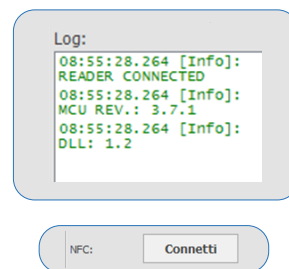 Log:
08:55:28.264 [Info]:
READER CONNECTED
08:55:28.264 [Info]:
MCU REV.: 3.7.1
08:55:28.264 [Info]:
DLL: 1.2
NFC: Connetti